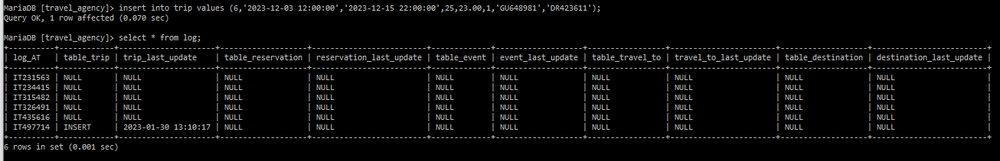 MariaDB [travel_agency]> insert into trip values (6,'2023-12-03 12:00:00','2023-12-15 22:00:00',25,23.00,1,'GU648981','DR423611');
Query OK, 1 row affected (0.070 sec)
MariaDB [travel_agency]> select * from log;
+----------+------------+---------------------+-------------------+-------------------------+-------------+-------------------+-----------------+-----------------------+-------------------+-------------------------+
| log_AT | table_trip | trip_last_update | table_reservation | reservation_last_update | table_event | event_last_update | table_travel_to | travel_to_last_update | table_destination | destination_last_update |
+----------+------------+---------------------+-------------------+-------------------------+-------------+-------------------+-----------------+-----------------------+-------------------+-------------------------+
| IT231563 | NULL | NULL | NULL | NULL | NULL | NULL | NULL | NULL | NULL | NULL |
| IT234415 | NULL | NULL | NULL | NULL | NULL | NULL | NULL | NULL | NULL | NULL |
| IT315482 | NULL | NULL | NULL | NULL | NULL | NULL | NULL | NULL | NULL | NULL |
| IT326491 | NULL | NULL | NULL | NULL | NULL | NULL | NULL | NULL | NULL | NULL |
| IT435616 | NULL | NULL | NULL | NULL | NULL | NULL | NULL | NULL | NULL | NULL |
| IT497714 | INSERT | 2023-01-30 13:10:17 | NULL | NULL | NULL | NULL | NULL | NULL | NULL | NULL |
+----------+------------+---------------------+-------------------+-------------------------+-------------+-------------------+-----------------+-----------------------+-------------------+-------------------------+
6 rows in set (0.001 sec)